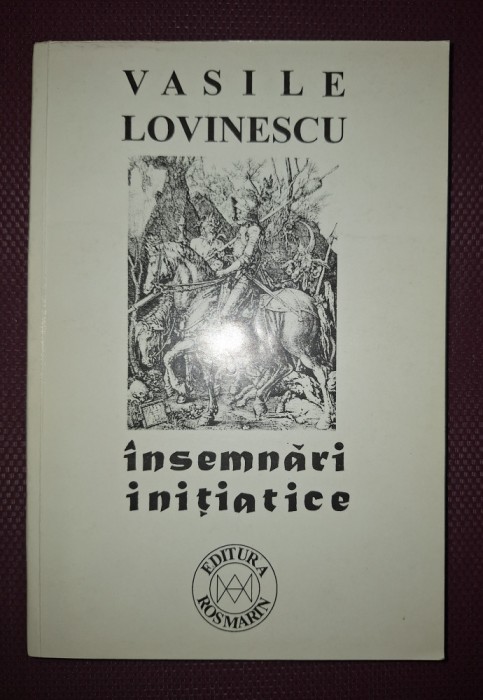 VASILE
LOVINESCU
însemnări
inițiatice
EDITURA
ROSMARIN